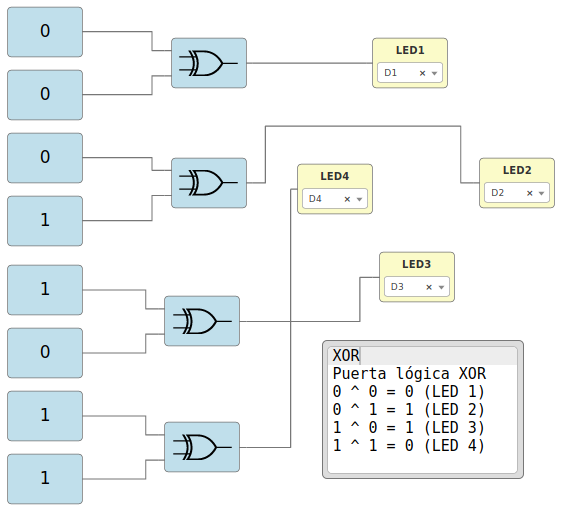 0
0
LED1
D1
0
1
LED2
D2
LED4
D4
1
0
LED3
D3
1
1
XOR
Puerta lógica XOR
0 ^ 0 = 0 (LED 1)
0 ^ 1 = 1 (LED 2)
1 ^ 0 = 1 (LED 3)
1 ^ 1 = 0 (LED 4)